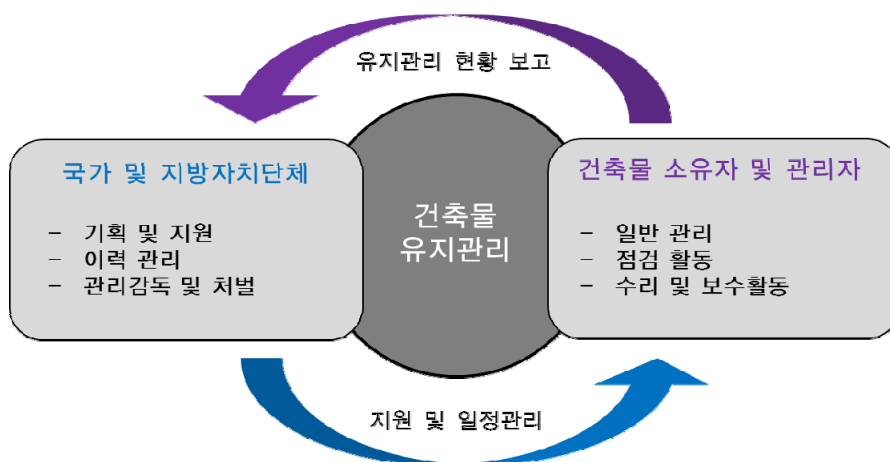 유지관리 현황 보고
국가 및 지방자치단체
– 기획 및 지원
– 이력 관리
– 관리감독 및 처벌
건축물
유지관리
건축물 소유자 및 관리자
– 일반 관리
– 점검 활동
– 수리 및 보수활동
지원 및 일정관리